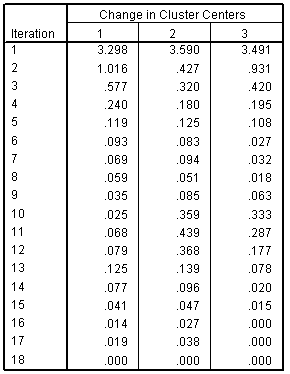 Change in Cluster Centers
Iteration 1 2 3
1 3.298 3.590 3.491
2 1.016 .427 .931
3 .577 .320 .420
4 .240 .180 .195
5 .119 .125 .108
6 .093 .083 .027
7 .069 .094 .032
8 .059 .051 .018
9 .035 .085 .063
10 .025 .359 .333
11 .068 .439 .287
12 .079 .368 .177
13 .125 .139 .078
14 .077 .096 .020
15 .041 .047 .015
16 .014 .027 .000
17 .019 .038 .000
18 .000 .000 .000